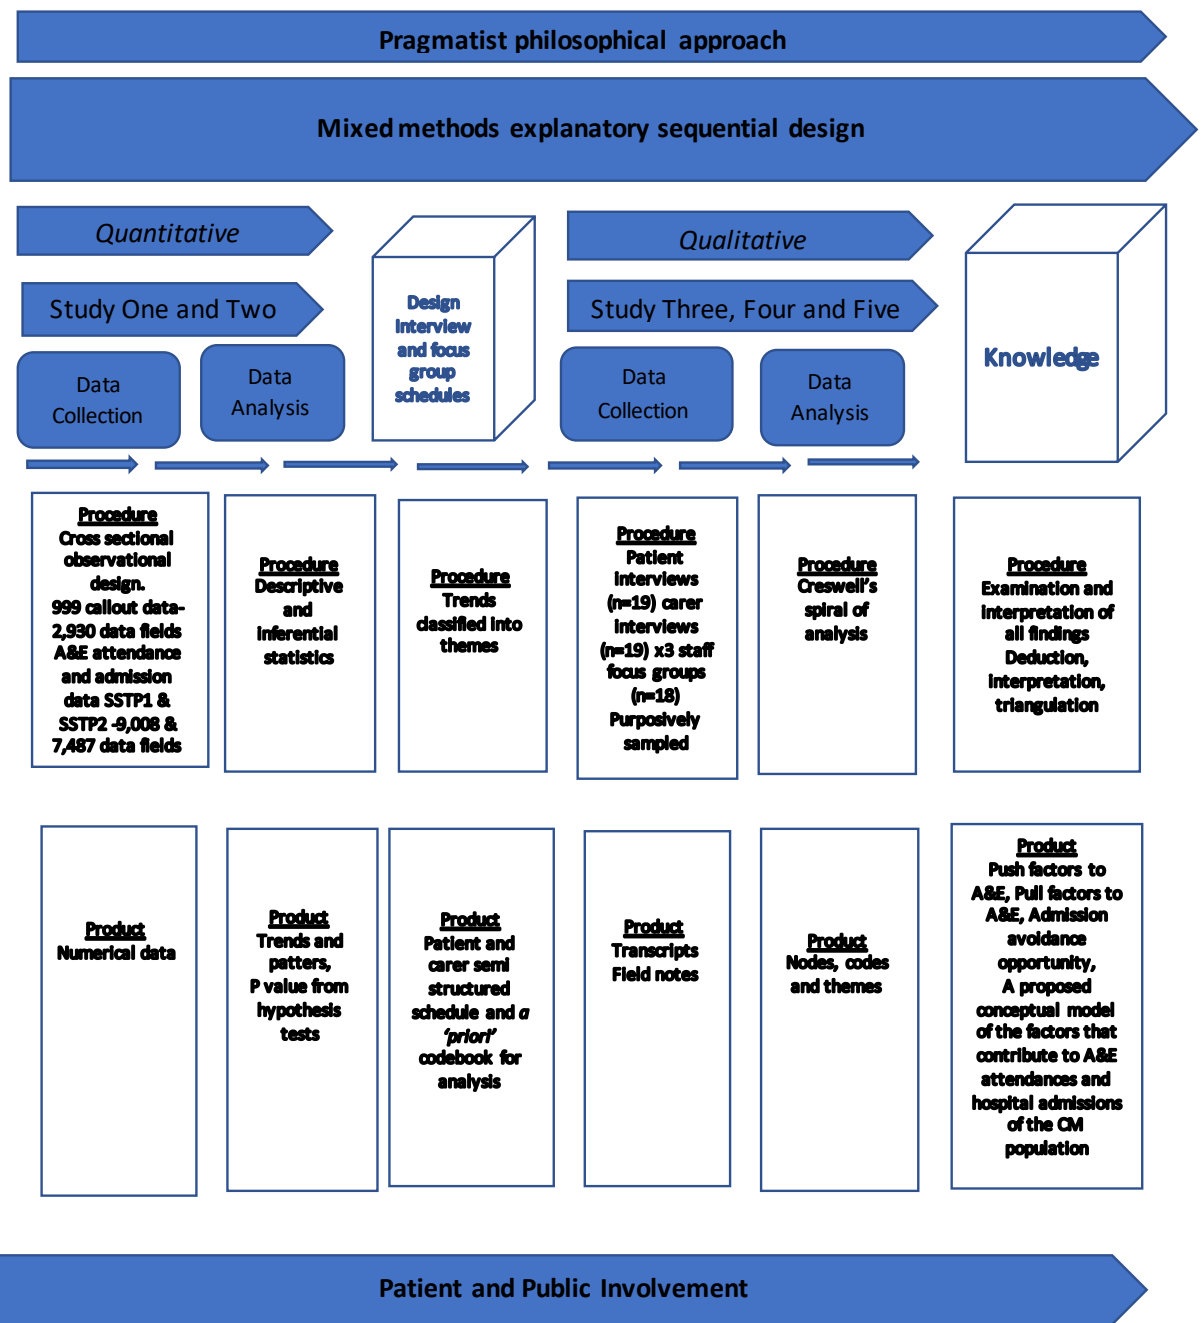 Pragmatist philosophical approach
Mixed methods explanatory sequential design
Quantitative
Study One and Two
Data
Collection
Data
Analysis
Design
interview
and focus
group
schedules
Qualitative
Study Three, Four and Five
Data
Collection
Data
Analysis
Knowledge
Procedure
Cross sectional
observational
design.
999 callout data-
2,930 data fields
A&E attendance
and admission
data SSTP1 &
SSTP2 -9,008 &
7,487 data fields
Procedure
Descriptive
and
inferential
statistics
Procedure
Trends
classified into
themes
Procedure
Patient
interviews
(n=19) carer
interviews
(n=19) x3 staff
focus groups
(n=18)
Purposively
sampled
Procedure
Creswell's
spiral of
analysis
Procedure
Examination and
interpretation of
all findings
Deduction,
interpretation,
triangulation
Product
Numerical data
Product
Trends and
patters,
P value from
hypothesis
tests
Product
Patient and
carer semi
structured
schedule and a
'priori'
codebook for
analysis
Product
Transcripts
Field notes
Product
Nodes, codes
and themes
Product
Push factors to
A&E, Pull factors to
A&E, Admission
avoidance
opportunity,
A proposed
conceptual model
of the factors that
contribute to A&E
attendances and
hospital admissions
of the CM
population
Patient and Public Involvement